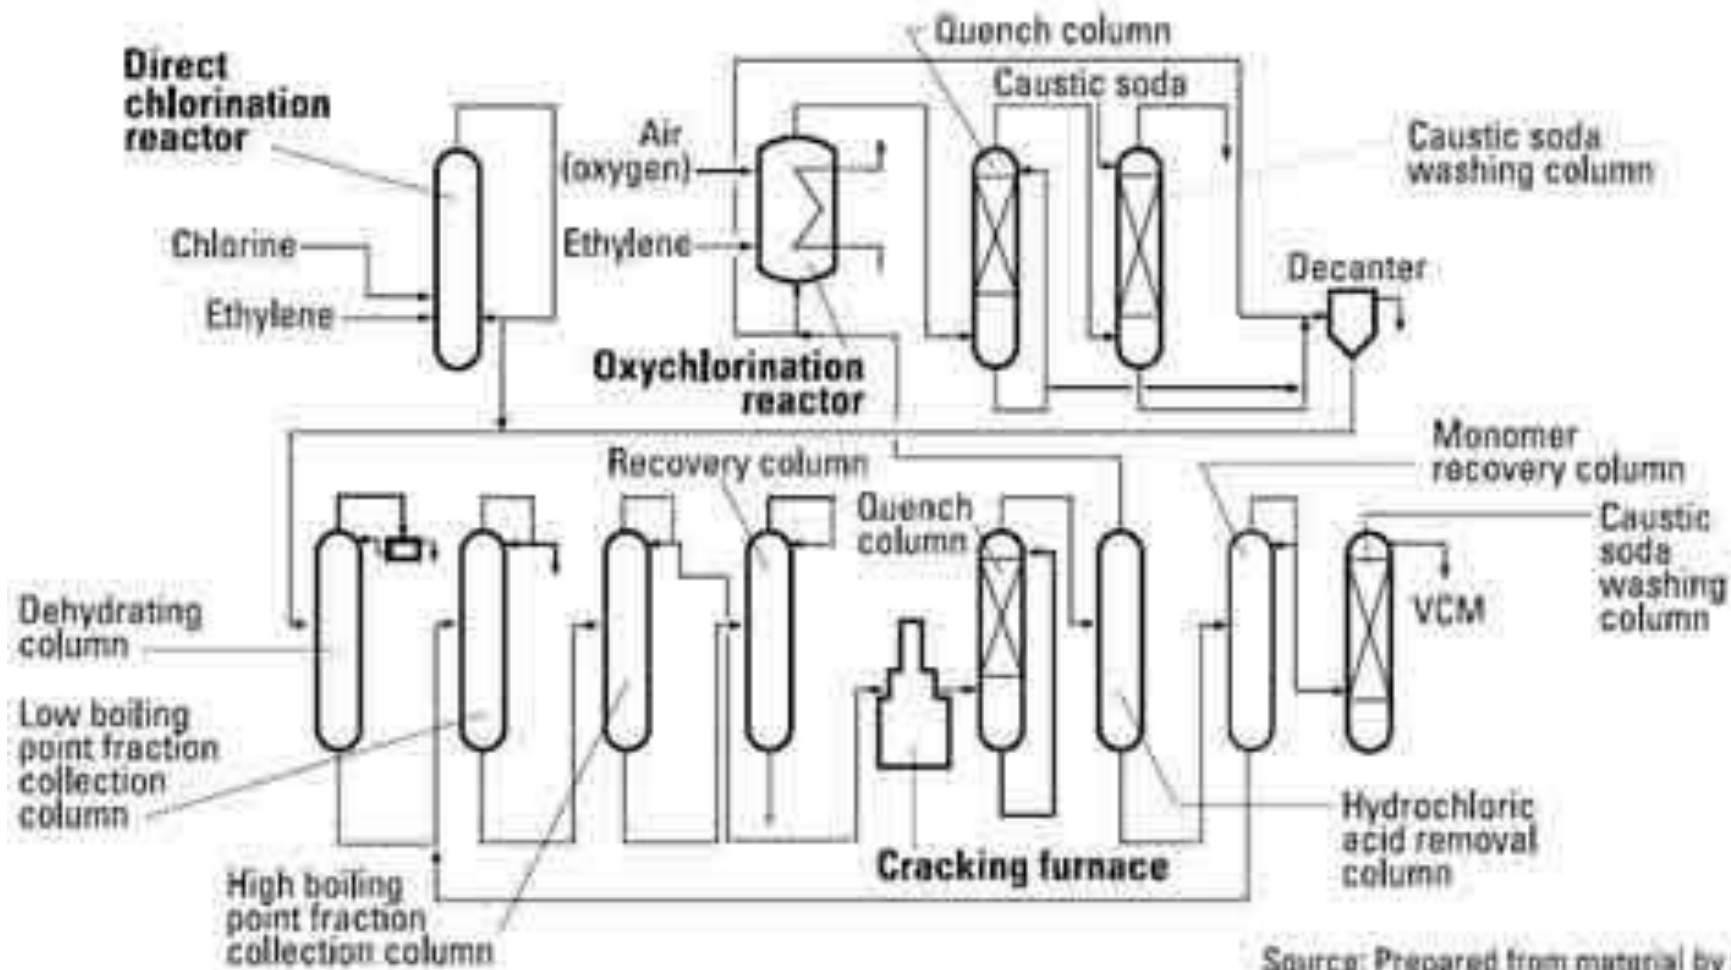 Direct
chlorination
reactor
Chlorine
Ethylene
Air
(oxygen)
Ethylene
Oxychlorination
reactor
Quench column
Caustic soda
Caustic soda
washing column
Decanter
Monomer
recovery column
Recovery column
Quench
column
Caustic
soda
washing
column
VCM
Dehydrating
column
Low boiling
point fraction
collection
column
High boiling
point fraction
collection column
Cracking furnace
Hydrochloric
acid removal
column
Source: Prepared from material by